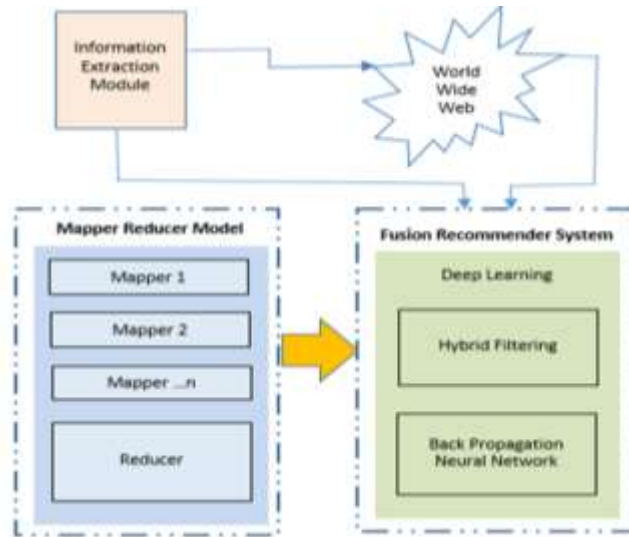 Information
Extraction
Module
World
Wide
Web
Mapper Reducer Model
Mapper 1
Mapper 2
Mapper ...n
Reducer
Fusion Recommender System
Deep Learning
Hybrid Filtering
Back Propagation
Neural Network